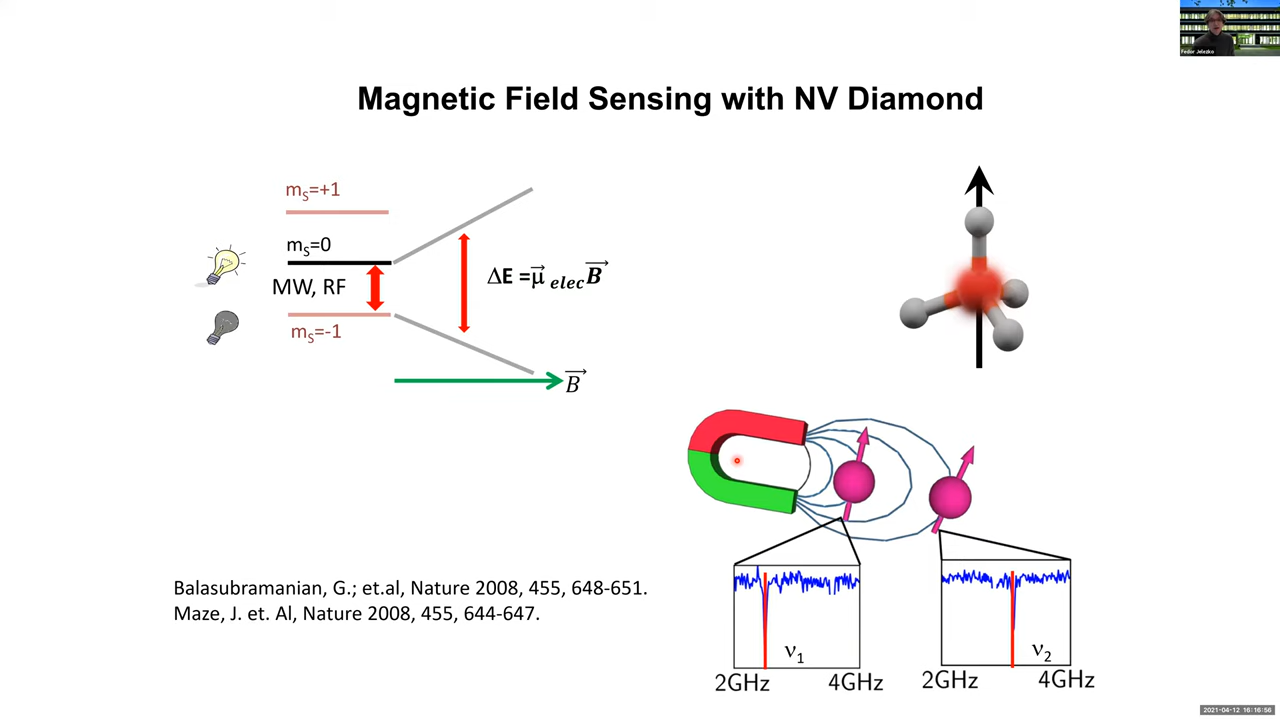 Fedor Jelezko
Magnetic Field Sensing with NV Diamond
mS=+1
mS=0
MW, RF
mS=-1
ΔE =μ⃗ elec B⃗
B⃗
Balasubramanian, G.; et.al, Nature 2008, 455, 648-651.
Maze, J. et. Al, Nature 2008, 455, 644-647.
ν1
2GHz 4GHz
ν2
2GHz 4GHz
2021-04-12 16:16:56